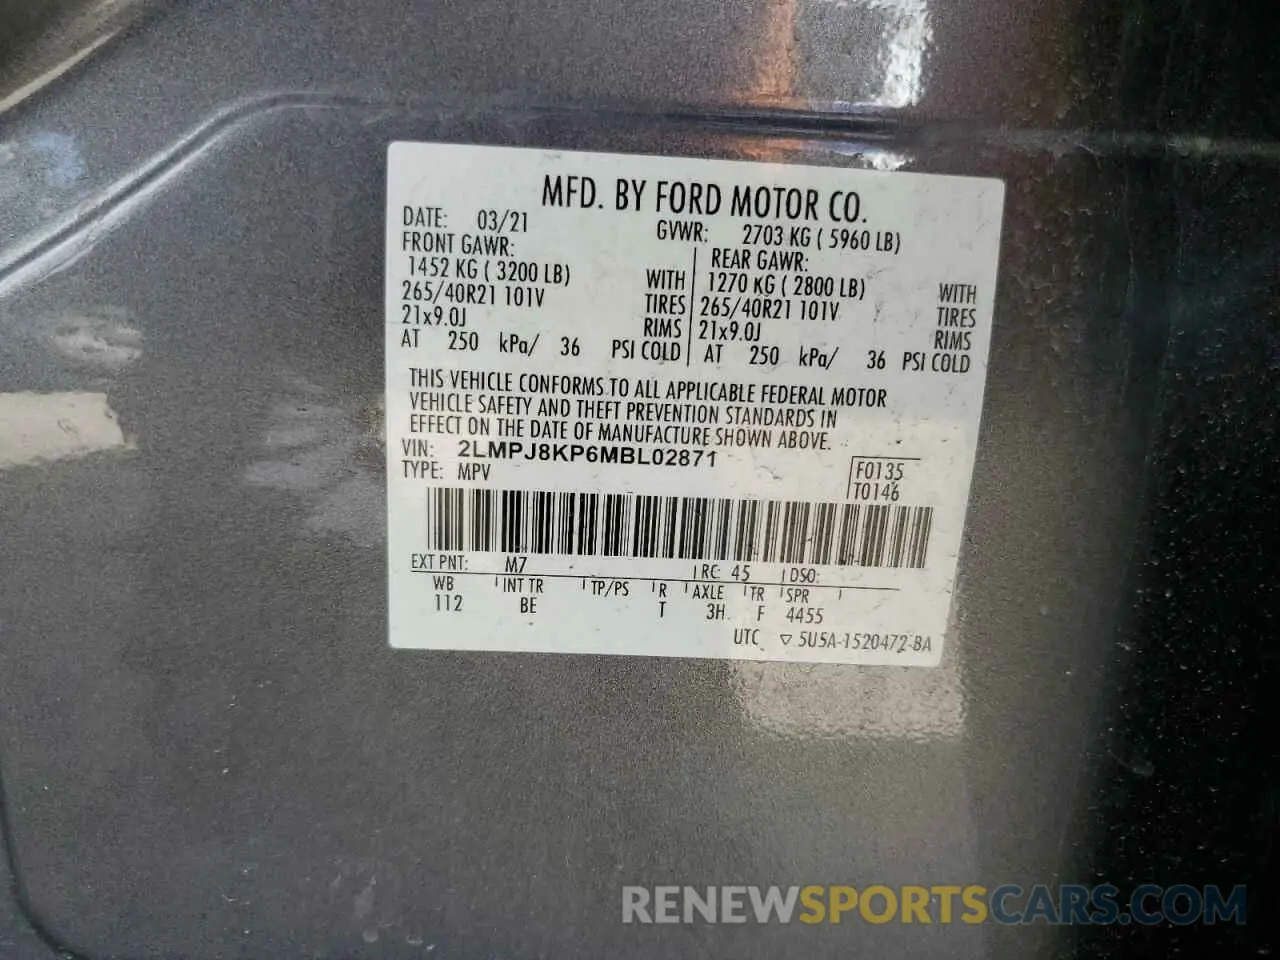 MFD. BY FORD MOTOR CO.
DATE: 03/21 GVWR: 2703 KG ( 5960 LB)
FRONT GAWR: REAR GAWR:
1452 KG ( 3200 LB) WITH 1270 KG ( 2800 LB) WITH
265/40R21 101V TIRES 265/40R21 101V TIRES
21x9.0J RIMS 21x9.0J RIMS
AT 250 kPa/ 36 PSI COLD AT 250 kPa/ 36 PSI COLD
THIS VEHICLE CONFORMS TO ALL APPLICABLE FEDERAL MOTOR
VEHICLE SAFETY AND THEFT PREVENTION STANDARDS IN
EFFECT ON THE DATE OF MANUFACTURE SHOWN ABOVE.
VIN: 2LMPJ8KP6MBL02871 F0135
TYPE: MPV T0146
EXT PNT: M7 RC: 45 DSO:
WB INT TR TP/PS R AXLE TR SPR
112 BE T 3H F 4455
UTC ▽ 5U5A-1520472-BA
RENEWSPORTSCARS.COM